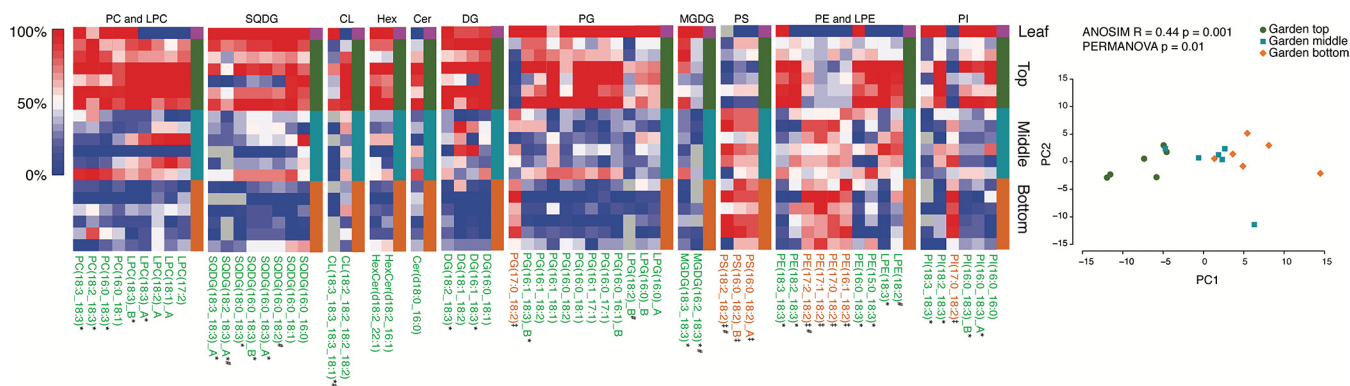 PC and LPC
SQDG
CL
Hex
Cer
DG
PG
MGDG
PS
PE and LPE
PI
100%
50%
0%
Leaf
Top
Middle
Bottom
PC(18:3_18:3)*
PC(18:2_18:3)*
PC(16:0_18:3)*
PC(16:0_18:1)
LPC(18:3)_B*
LPC(18:3)_A*
LPC(18:2)_A
LPC(18:1)_A
LPC(17:2)
SQDG(18:3_18:3)_A*
SQDG(18:3_18:3)*
SQDG(16:0_18:3)_B*
SQDG(16:0_18:3)_A*
SQDG(16:0_18:2)#
SQDG(16:0_18:1)
SQDG(16:0_16:0)
CL(18:3_18:3_18:3_18:1)*#
CL(18:2_18:2_18:2_18:2)
HexCer(d18:2_22:1)
HexCer(d18:2_16:1)
Cer(d18:0_16:0)
DG(18:2_18:3)*
DG(18:1_18:3)
DG(16:0_18:3)*
DG(16:0_18:1)
PG(17:0_18:2)‡
PG(16:1_18:3)_B*
PG(16:1_18:3)
PG(16:0_18:2)
PG(16:0_18:1)
PG(16:1_17:1)
PG(16:0_17:1)
PG(16:0_16:1)_B
LPG(18:2)_B#
LPG(16:0)_B
LPG(16:0)_A
MGDG(18:3_18:3)*
MGDG(16:2_18:3)*#
PS(18:2_18:2)‡#
PS(16:0_18:2)_B‡
PS(16:0_18:2)_A‡
PE(18:3_18:3)*
PE(18:2_18:3)*
PE(17:2_18:2)‡#
PE(17:1_18:2)‡
PE(17:0_18:2)‡
PE(16:1_18:2)‡
PE(16:0_18:3)*
PE(15:0_18:3)*
LPE(18:3)*
LPE(18:2)#
PI(18:3_18:3)*
PI(18:2_18:3)*
PI(17:0_18:2)‡
PI(16:0_18:3)_B*
PI(16:0_18:3)_A*
PI(16:0_16:0)
ANOSIM R = 0.44 p = 0.001
PERMANOVA p = 0.01
Garden top
Garden middle
Garden bottom
15
10
5
0
−5
−10
−15
PC2
−15
−10
−5
0
5
10
15
PC1